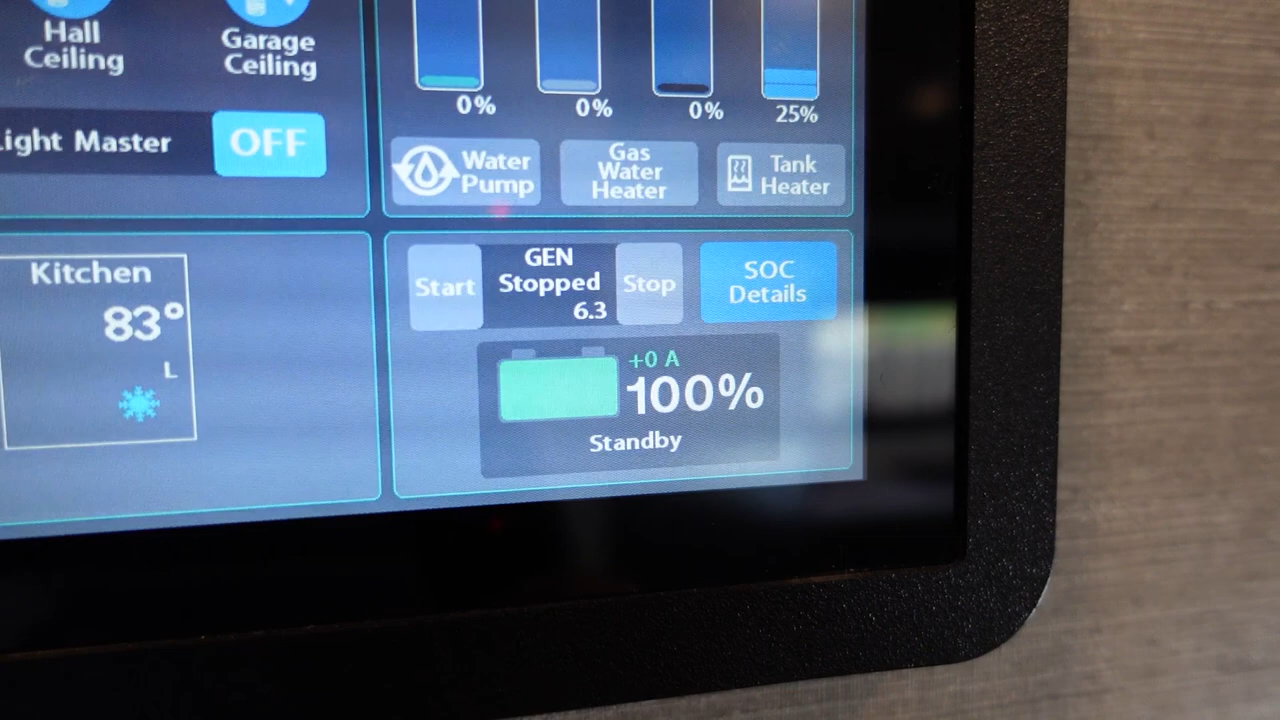 Hall
Ceiling
Garage
Ceiling
Light Master
OFF
0%
0%
0%
25%
Water
Pump
Gas
Water
Heater
Tank
Heater
Kitchen
83°
L
Start
GEN
Stopped
6.3
Stop
SOC
Details
+0 A
100%
Standby